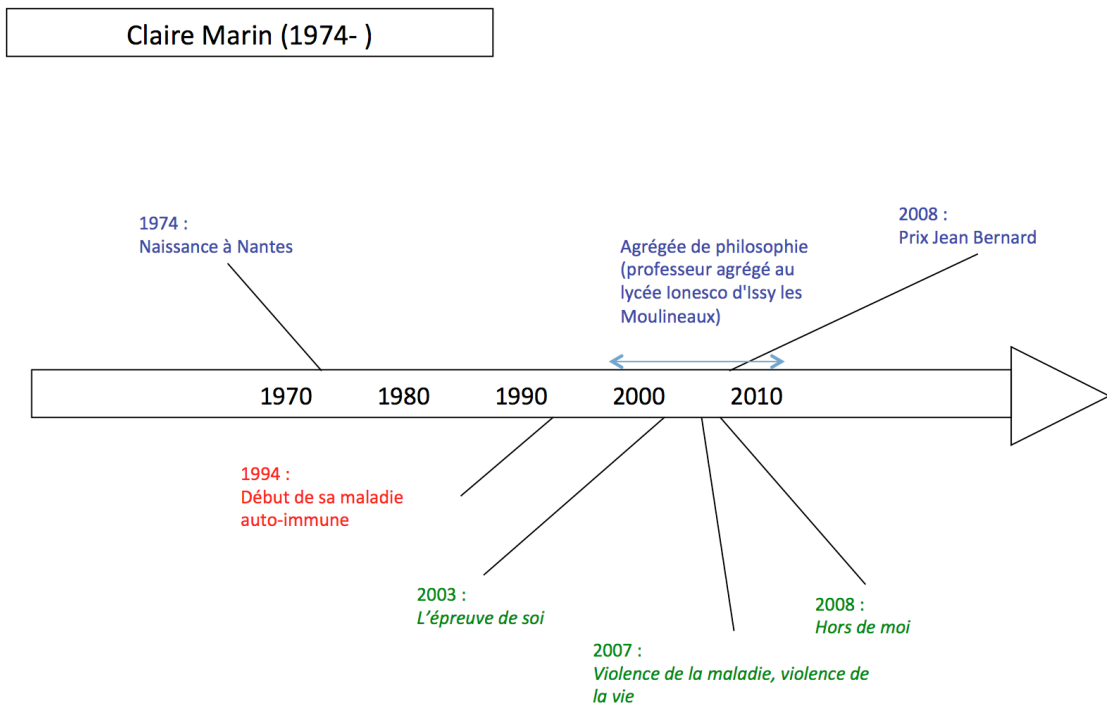 Claire Marin (1974- )
1974 :
Naissance à Nantes
Agrégée de philosophie
(professeur agrégé au
lycée Ionesco d'Issy les
Moulineaux)
2008 :
Prix Jean Bernard
1970 1980 1990 2000 2010
1994 :
Début de sa maladie
auto-immune
2003 :
L'épreuve de soi
2007 :
Violence de la maladie, violence de
la vie
2008 :
Hors de moi